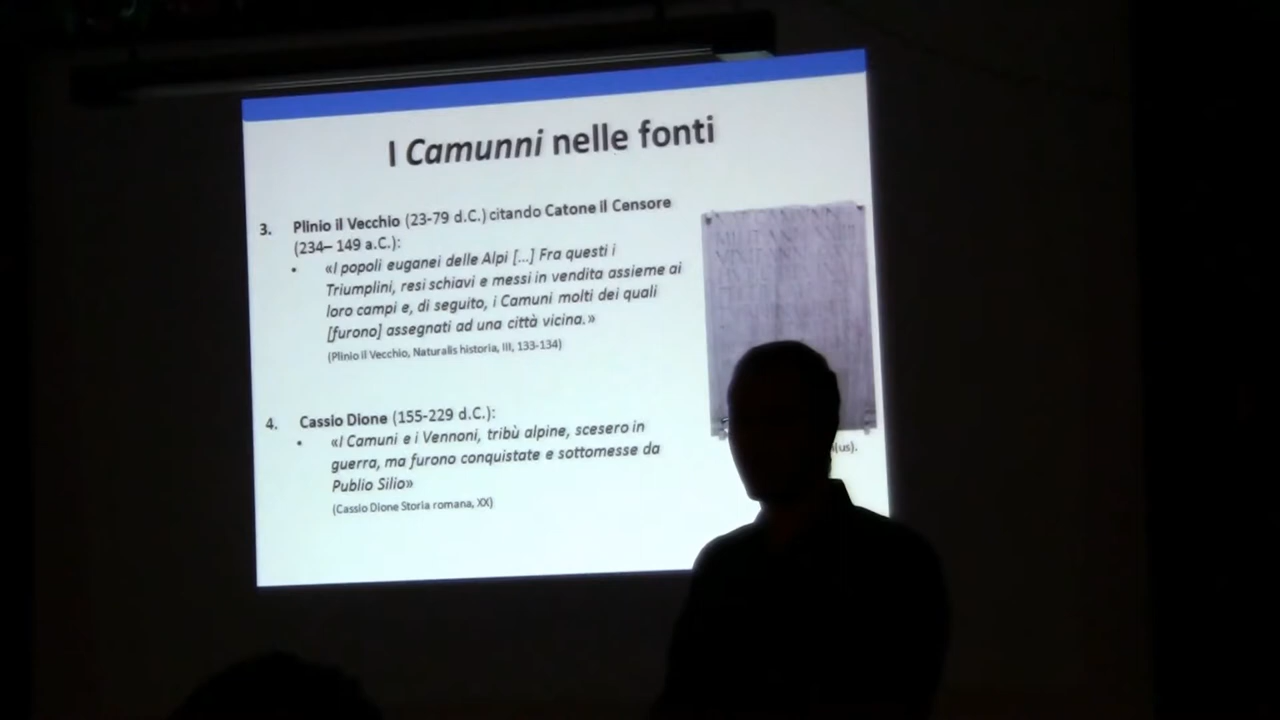 I Camunni nelle fonti
3. Plinio il Vecchio (23-79 d.C.) citando Catone il Censore
(234– 149 a.C.):
• «I popoli euganei delle Alpi [...] Fra questi i
Triumplini, resi schiavi e messi in vendita assieme ai
loro campi e, di seguito, i Camuni molti dei quali
[furono] assegnati ad una città vicina.»
(Plinio il Vecchio, Naturalis historia, III, 133-134)
4. Cassio Dione (155-229 d.C.):
• «I Camuni e i Vennoni, tribù alpine, scesero in
guerra, ma furono conquistate e sottomesse da
Publio Silio»
(Cassio Dione Storia romana, XX)
(us).